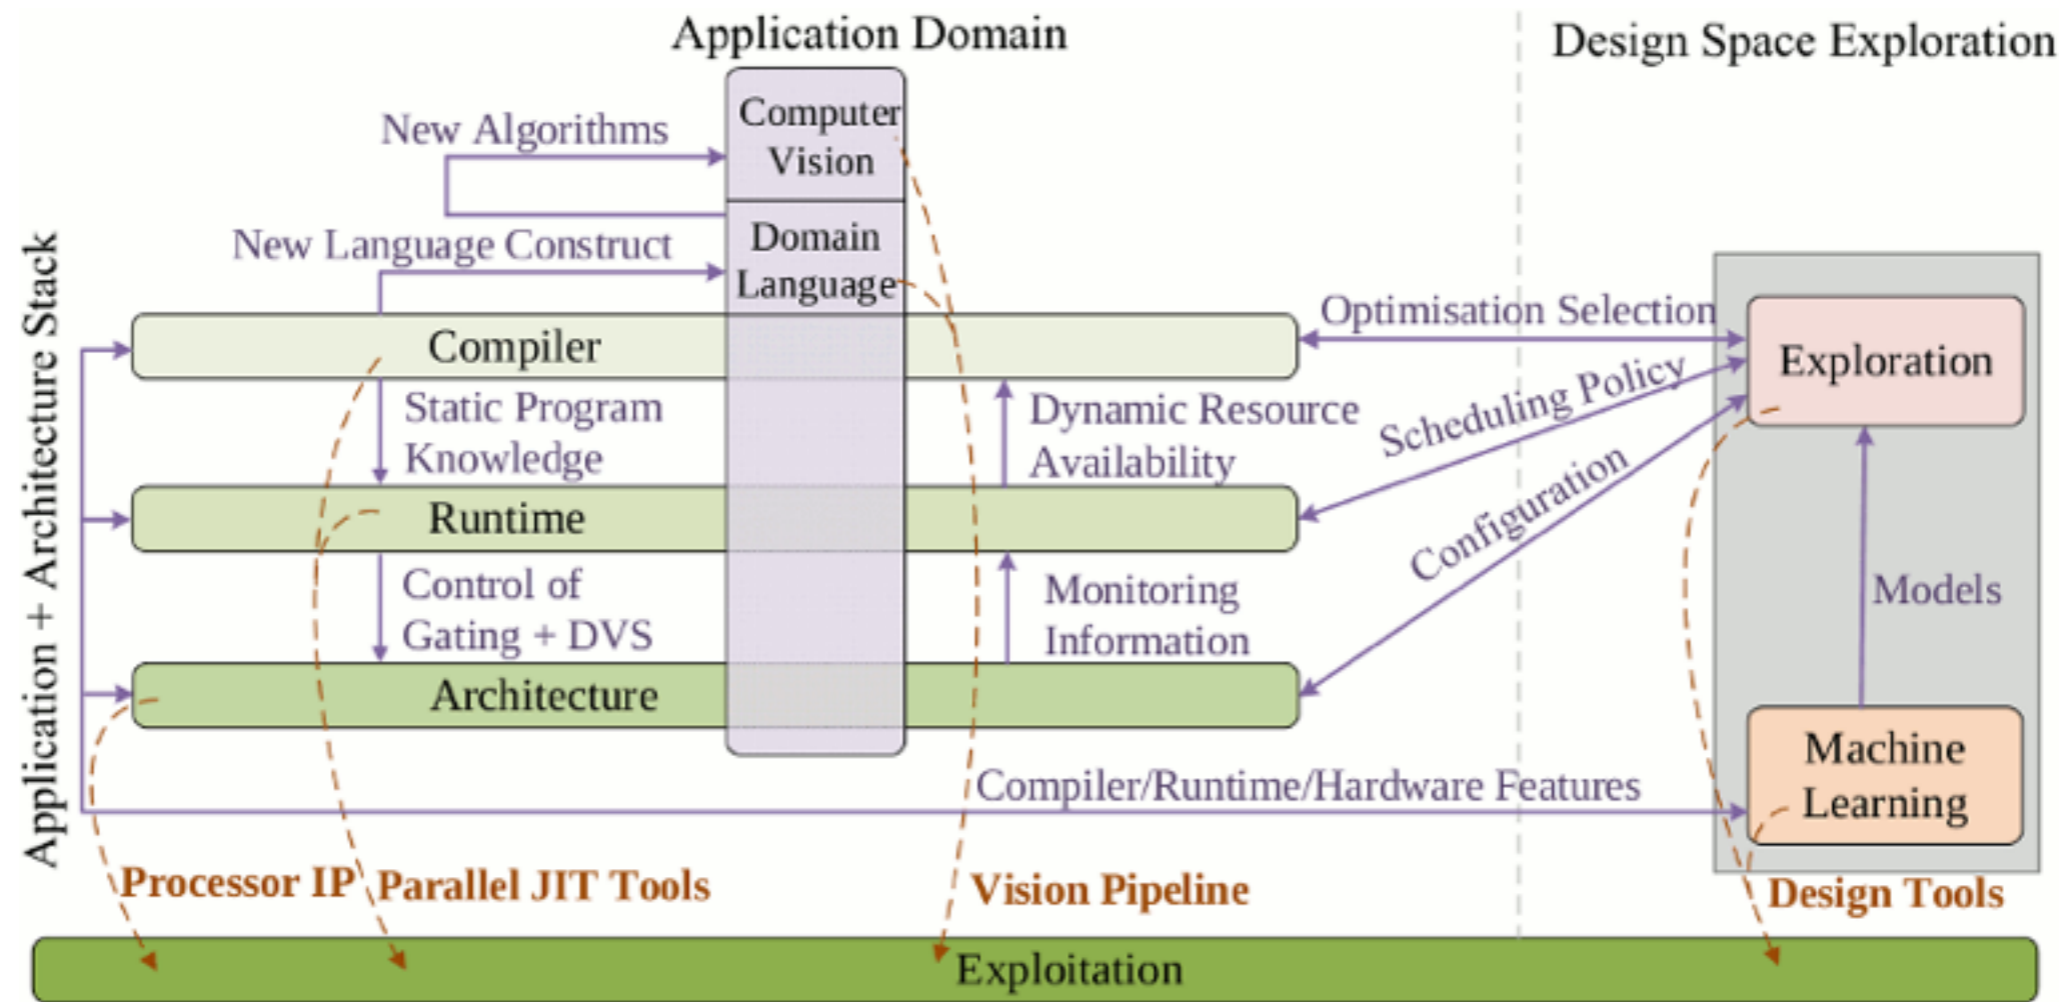 Application Domain
Design Space Exploration
Computer
Vision
New Algorithms
Domain
Language
New Language Construct
Application + Architecture Stack
Compiler
Optimisation Selection
Exploration
Static Program
Knowledge
Dynamic Resource
Availability
Scheduling Policy
Runtime
Configuration
Control of
Gating + DVS
Monitoring
Information
Models
Architecture
Machine
Learning
Compiler/Runtime/Hardware Features
Processor IP
Parallel JIT Tools
Vision Pipeline
Design Tools
Exploitation